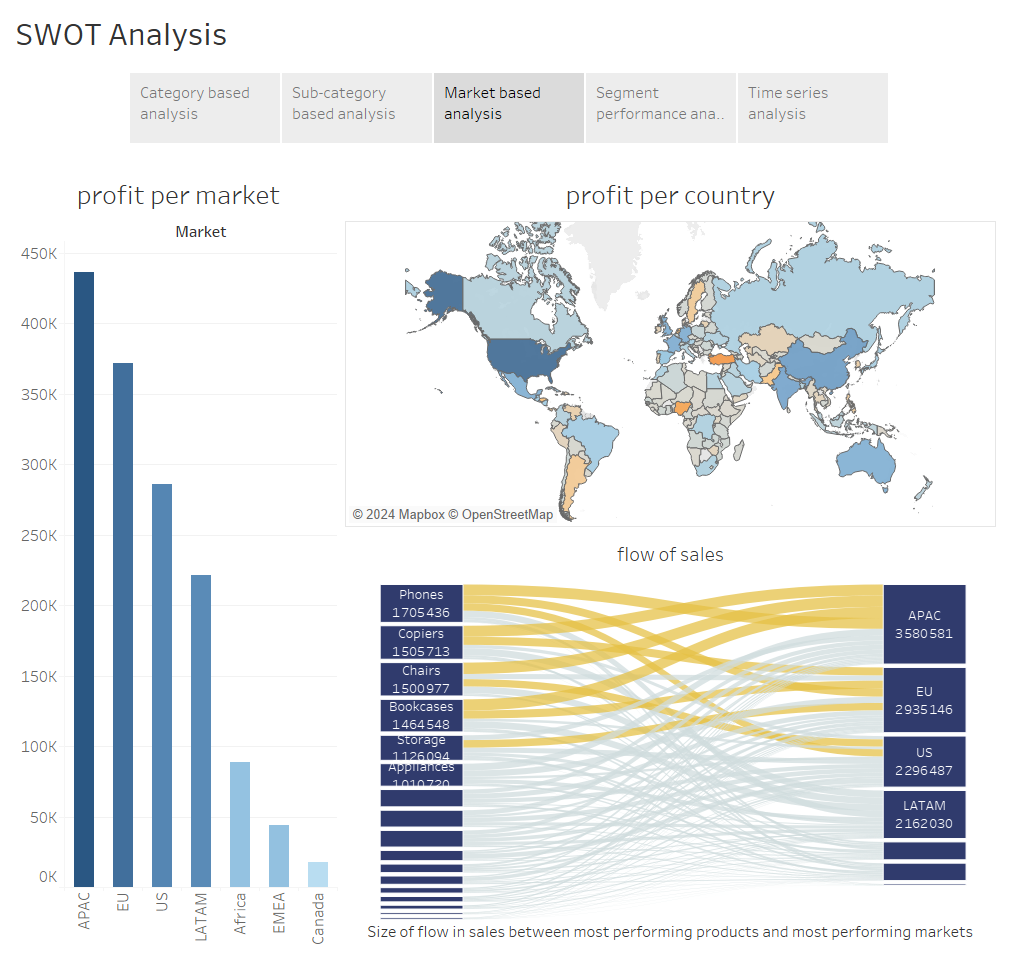 SWOT Analysis
Category based
analysis
Sub-category
based analysis
Market based
analysis
Segment
performance ana..
Time series
analysis
profit per market
Market
450K
400K
350K
300K
250K
200K
150K
100K
50K
0K
APAC
EU
US
LATAM
Africa
EMEA
Canada
profit per country
© 2024 Mapbox © OpenStreetMap
flow of sales
Phones
1705436
Copiers
1505713
Chairs
1500977
Bookcases
1464548
Storage
1126094
Appliances
1010720
APAC
3580581
EU
2935146
US
2296487
LATAM
2162030
Size of flow in sales between most performing products and most performing markets